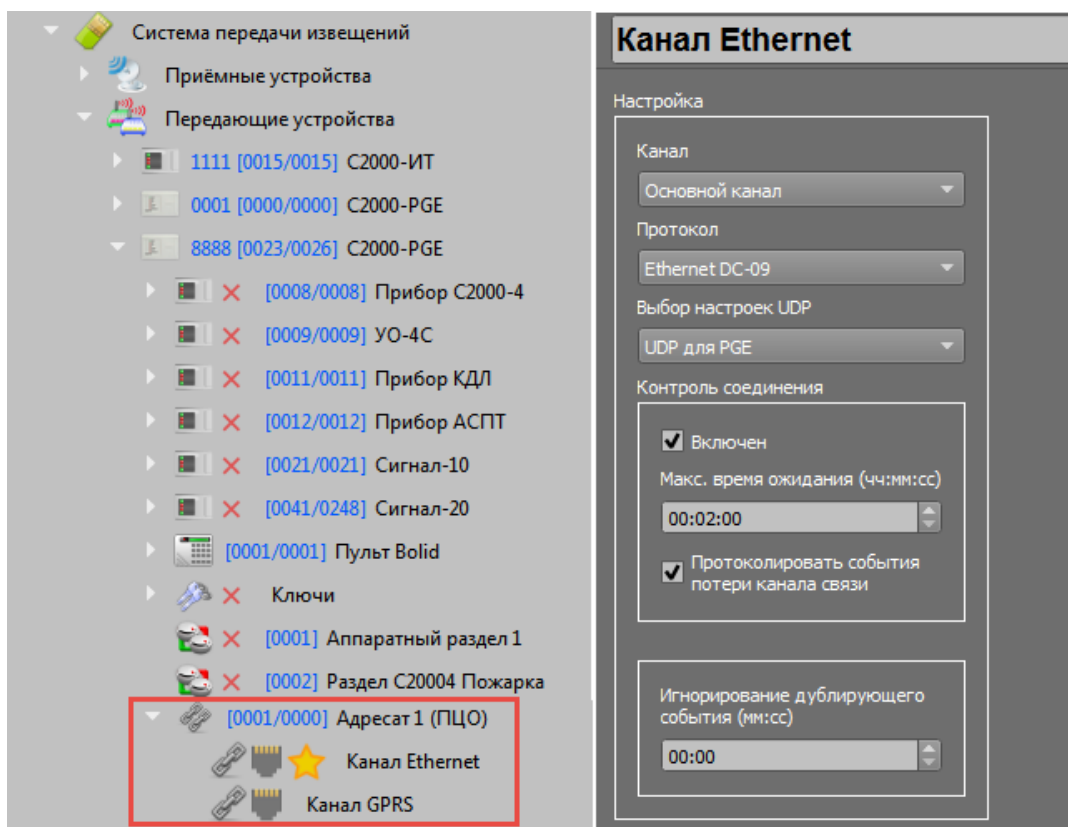 Система передачи извещений
Приёмные устройства
Передающие устройства
1111 [0015/0015] С2000-ИТ
0001 [0000/0000] С2000-PGE
8888 [0023/0026] С2000-PGE
[0008/0008] Прибор С2000-4
[0009/0009] УО-4С
[0011/0011] Прибор КДЛ
[0012/0012] Прибор АСПТ
[0021/0021] Сигнал-10
[0041/0248] Сигнал-20
[0001/0001] Пульт Bolid
Ключи
[0001] Аппаратный раздел 1
[0002] Раздел С20004 Пожарка
[0001/0000] Адресат 1 (ПЦО)
Канал Ethernet
Канал GPRS
Канал Ethernet
Настройка
Канал
Основной канал
Протокол
Ethernet DC-09
Выбор настроек UDP
UDP для PGE
Контроль соединения
Включен
Макс. время ожидания (чч:мм:сс)
00:02:00
Протоколировать события
потери канала связи
Игнорирование дублирующего
события (мм:сс)
00:00